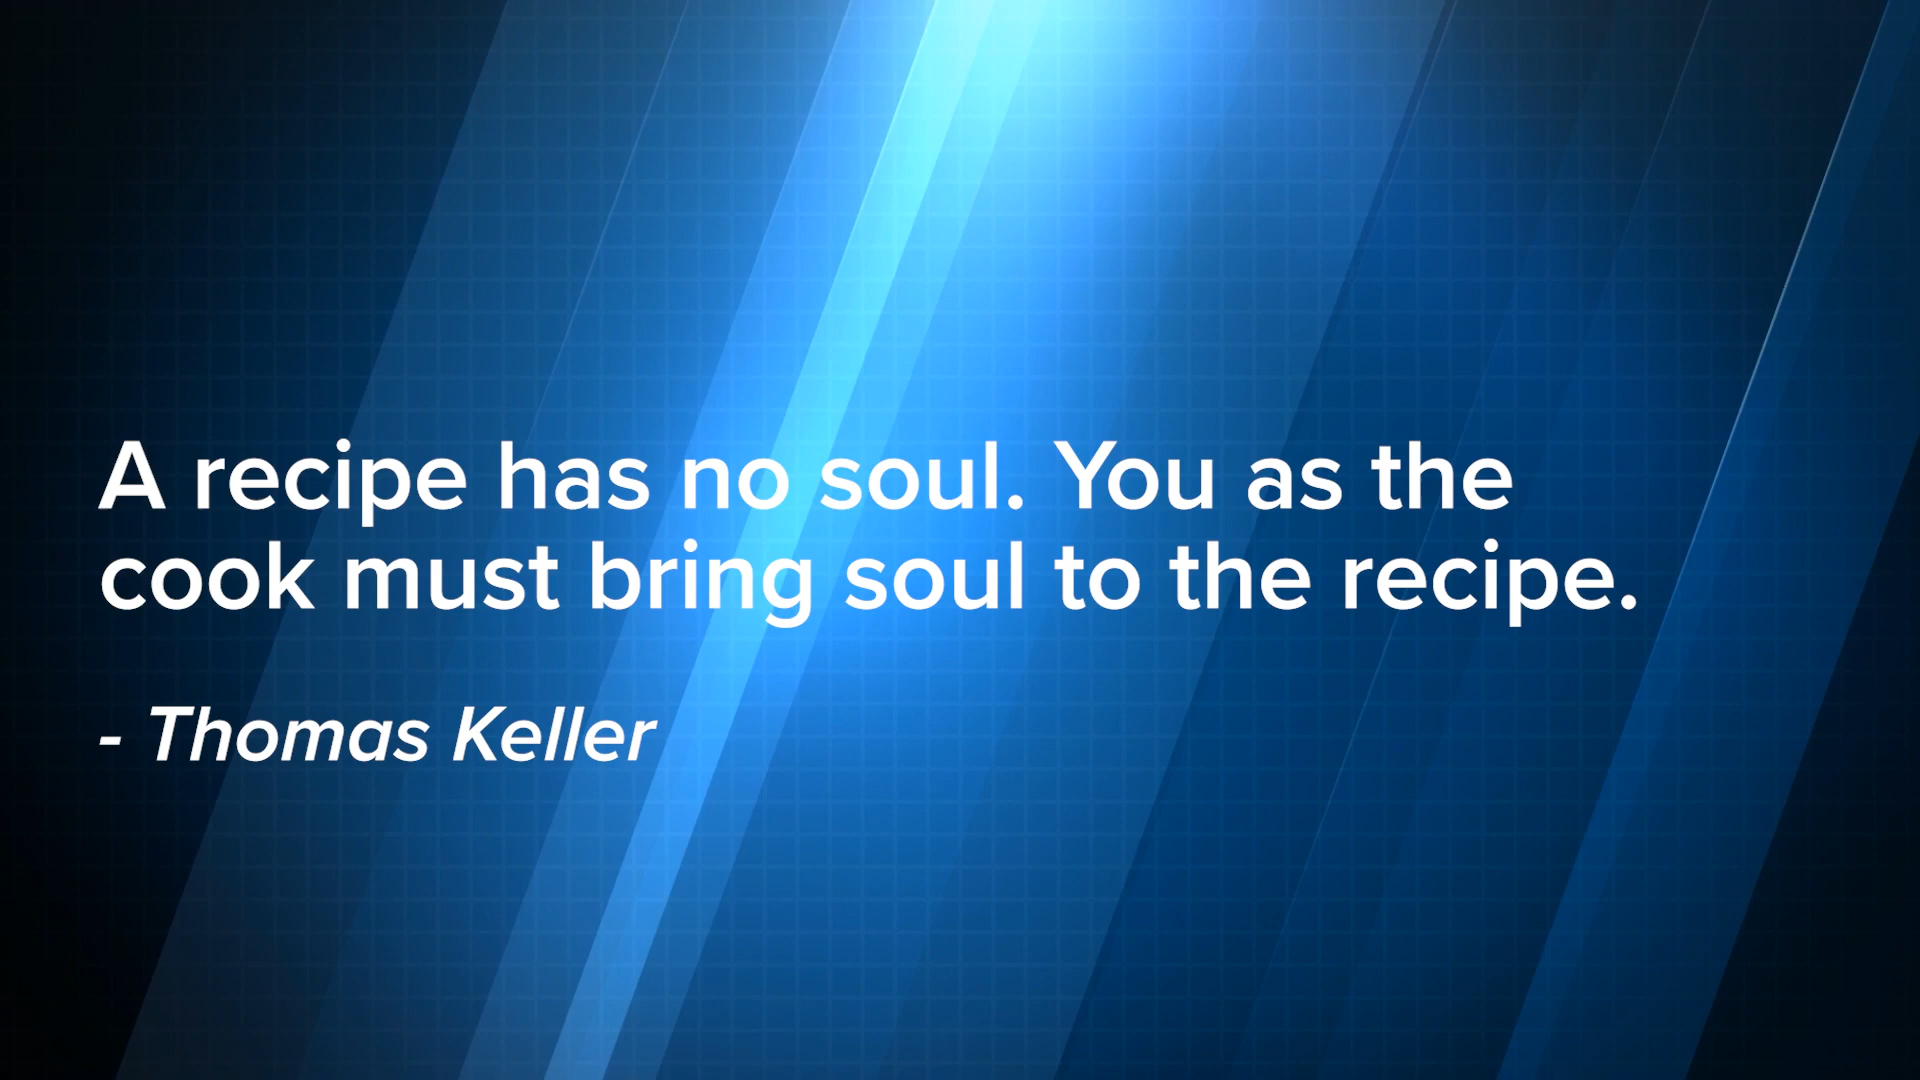 A recipe has no soul. You as the
cook must bring soul to the recipe.
- Thomas Keller